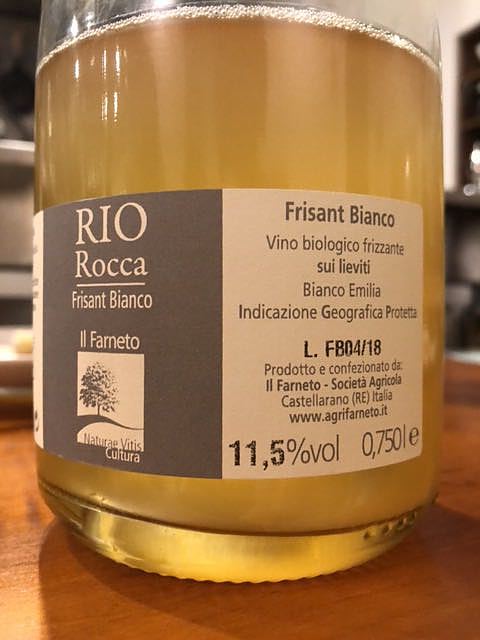 RIO
Rocca
Frisant Bianco
Il Farneto
Naturae Vitis
Cultura
Frisant Bianco
Vino biologico frizzante
sui lieviti
Bianco Emilia
Indicazione Geografica Protetta
L. FB04/18
Prodotto e confezionato da:
Il Farneto - Società Agricola
Castellarano (RE) Italia
www.agrifarneto.it
11,5%vol 0,750l e